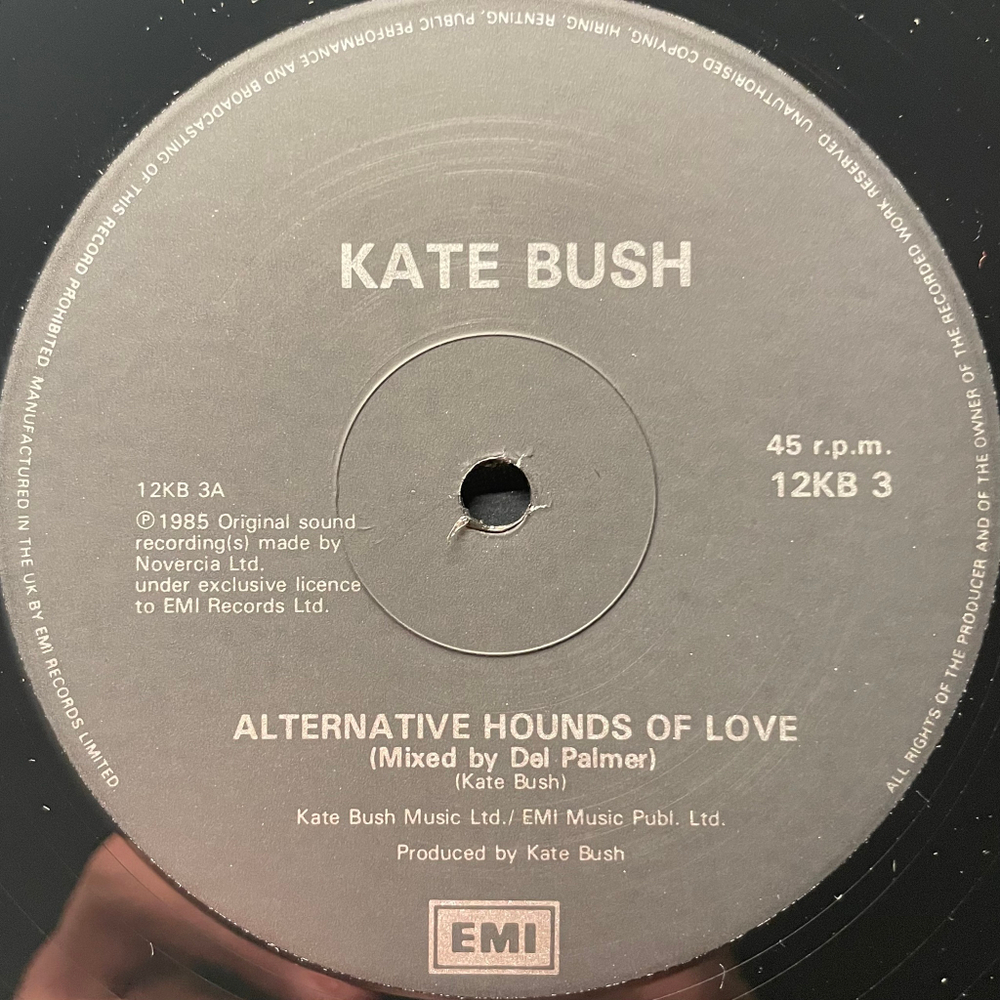 ALL RIGHTS OF THE PRODUCER AND OF THE OWNER OF THE RECORDED WORK RESERVED. UNAUTHORISED COPYING, HIRING, RENTING, PUBLIC PERFORMANCE AND BROADCASTING OF THIS RECORD PROHIBITED MANUFACTURED IN THE UK BY EMI RECORDS LIMITED
KATE BUSH
45 r.p.m.
12KB 3
12KB 3A
Ⓟ1985 Original sound
recording(s) made by
Novercia Ltd.
under exclusive licence
to EMI Records Ltd.
ALTERNATIVE HOUNDS OF LOVE
(Mixed by Del Palmer)
(Kate Bush)
Kate Bush Music Ltd./ EMI Music Publ. Ltd.
Produced by Kate Bush
EMI